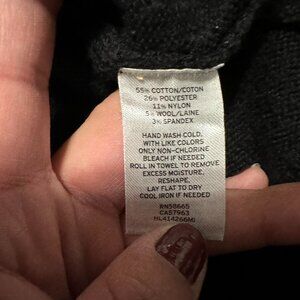 55% COTTON/COTON
26% POLYESTER
11% NYLON
5% WOOL/LAINE
3% SPANDEX
HAND WASH COLD.
WITH LIKE COLORS
ONLY NON-CHLORINE
BLEACH IF NEEDED
ROLL IN TOWEL TO REMOVE
EXCESS MOISTURE,
RESHAPE,
LAY FLAT TO DRY
COOL IRON IF NEEDED
RN58665
CA57963
HL414266MI